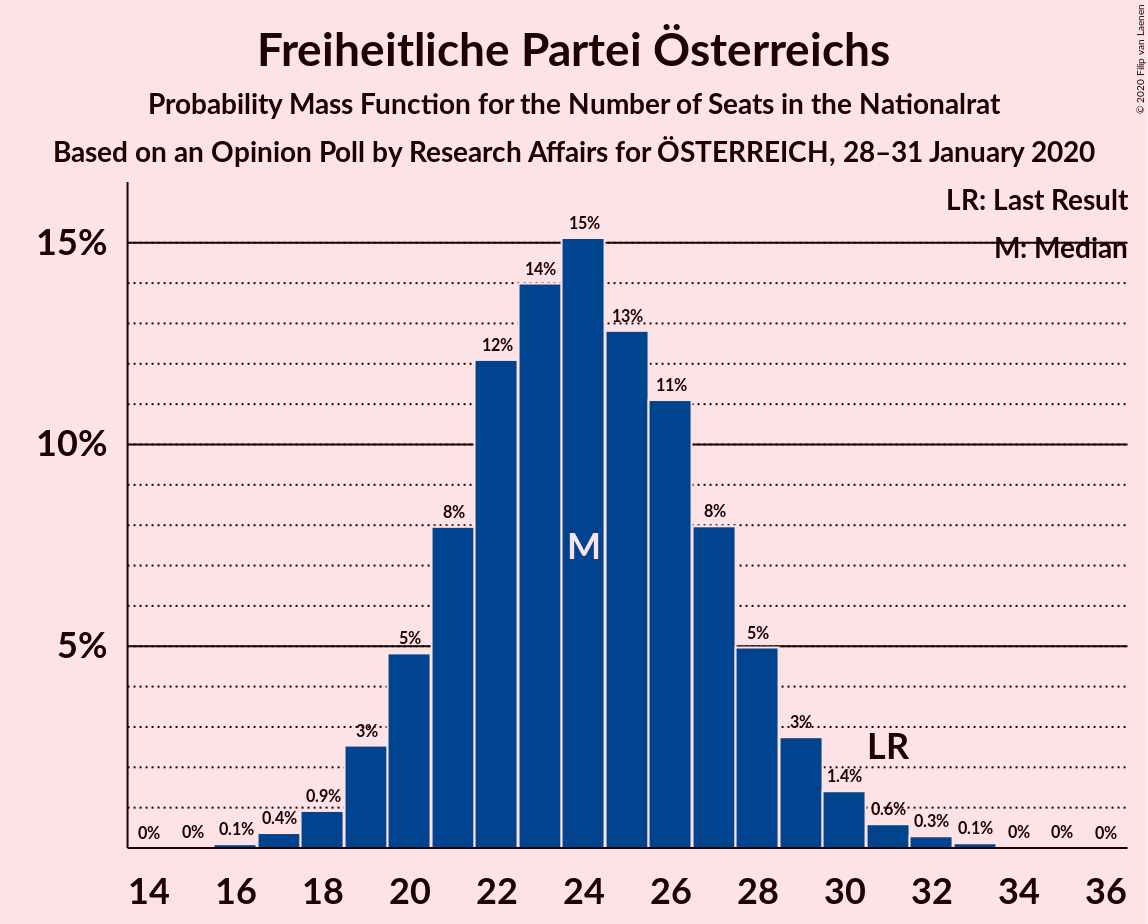 Freiheitliche Partei Österreichs
Probability Mass Function for the Number of Seats in the Nationalrat
Based on an Opinion Poll by Research Affairs for ÖSTERREICH, 28–31 January 2020
© 2020 Filip van Laenen
LR: Last Result
M: Median
15%
10%
5%
0% 0% 0.1% 0.4% 0.9% 3% 5% 8% 12% 14% 15% 13% 11% 8% 5% 3% 1.4% 0.6% 0.3% 0.1% 0% 0% 0%
M
LR
14 16 18 20 22 24 26 28 30 32 34 36